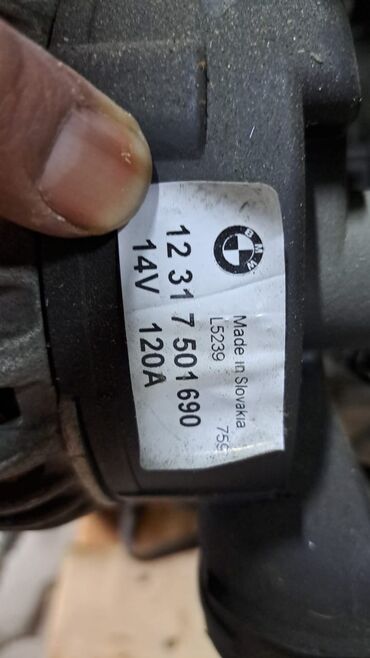 BMW
Made in Slovakia
L5239 759
12 31 7 501 690
14V 120A